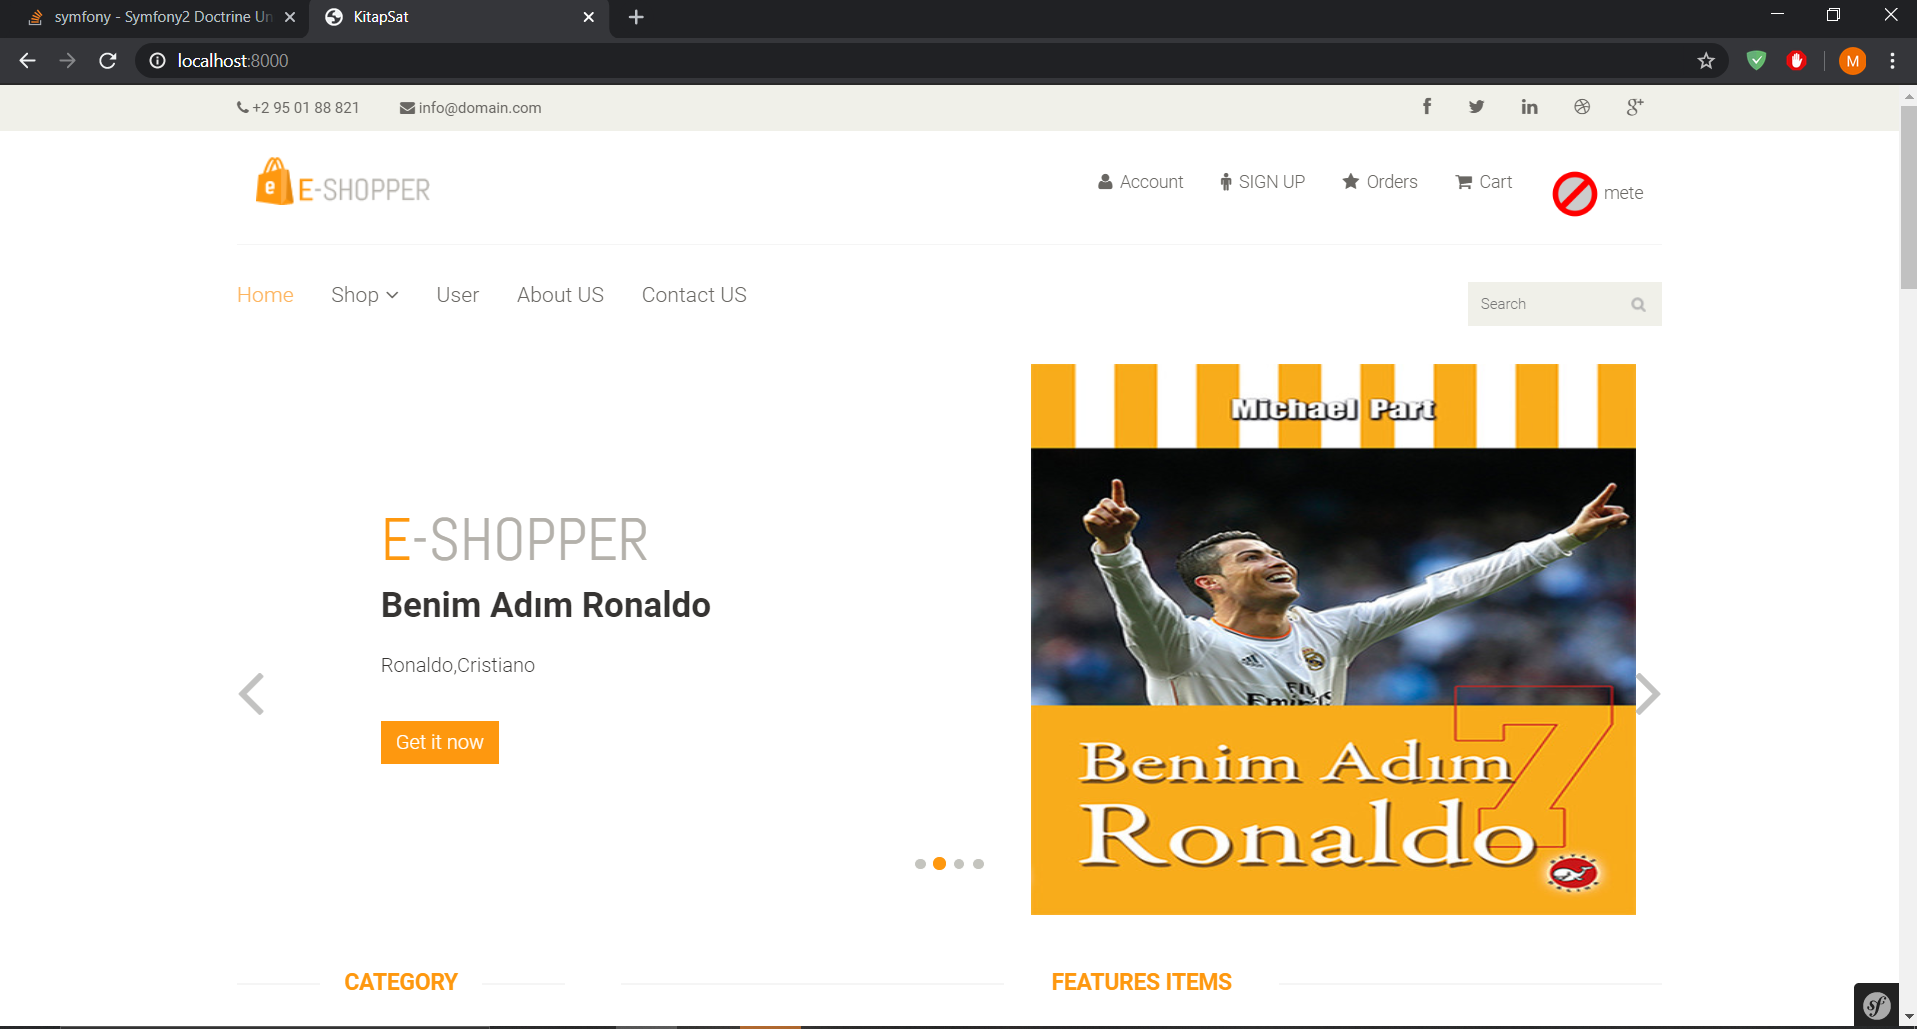 symfony - Symfony2 Doctrine Un
KitapSat
localhost:8000
M
+2 95 01 88 821
info@domain.com
E-SHOPPER
Account
SIGN UP
Orders
Cart
mete
Home
Shop
User
About US
Contact US
Search
Michael Part
E-SHOPPER
Benim Adım Ronaldo
Ronaldo,Cristiano
Get it now
Benim Adım
Ronaldo
7
CATEGORY
FEATURES ITEMS
sf